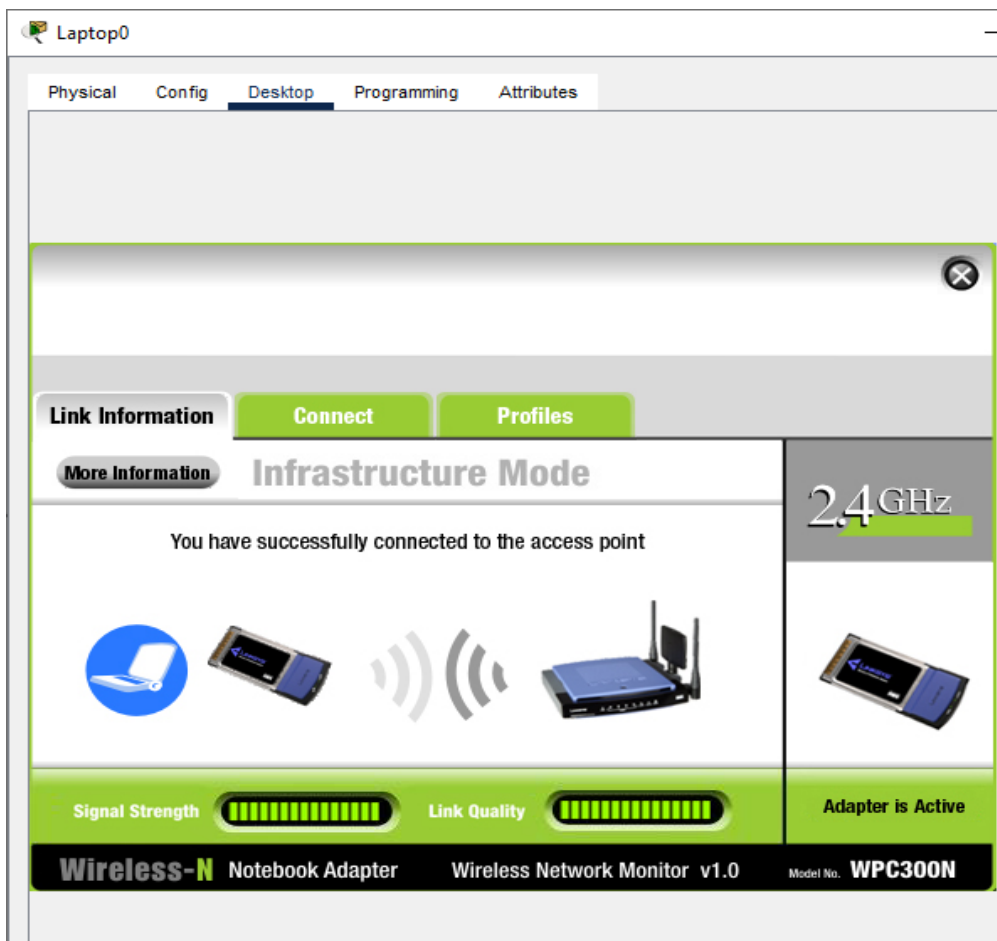 Laptop0
Physical Config Desktop Programming Attributes
Link Information Connect Profiles
More Information Infrastructure Mode
2.4GHz
You have successfully connected to the access point
Signal Strength Link Quality Adapter is Active
Wireless-N Notebook Adapter Wireless Network Monitor v1.0 Model No. WPC300N